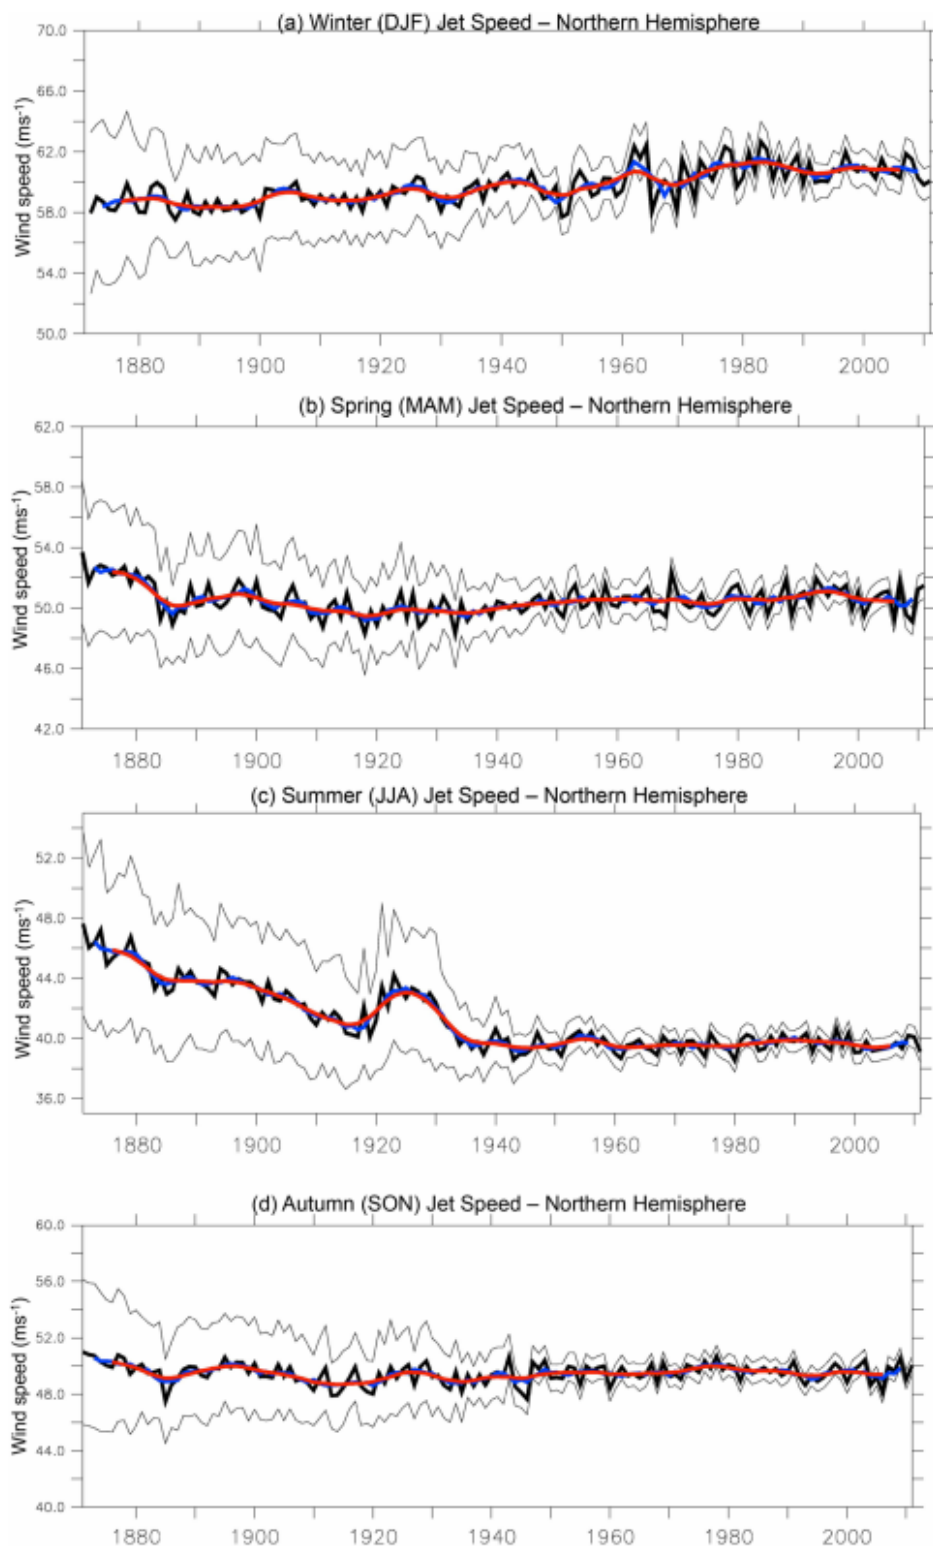 (a) Winter (DJF) Jet Speed – Northern Hemisphere
70.0
66.0
62.0
58.0
54.0
50.0
Wind speed (ms-1)
1880 1900 1920 1940 1960 1980 2000
(b) Spring (MAM) Jet Speed – Northern Hemisphere
62.0
58.0
54.0
50.0
46.0
42.0
Wind speed (ms-1)
1880 1900 1920 1940 1960 1980 2000
(c) Summer (JJA) Jet Speed – Northern Hemisphere
52.0
48.0
44.0
40.0
36.0
Wind speed (ms-1)
1880 1900 1920 1940 1960 1980 2000
(d) Autumn (SON) Jet Speed – Northern Hemisphere
60.0
56.0
52.0
48.0
44.0
40.0
Wind speed (ms-1)
1880 1900 1920 1940 1960 1980 2000